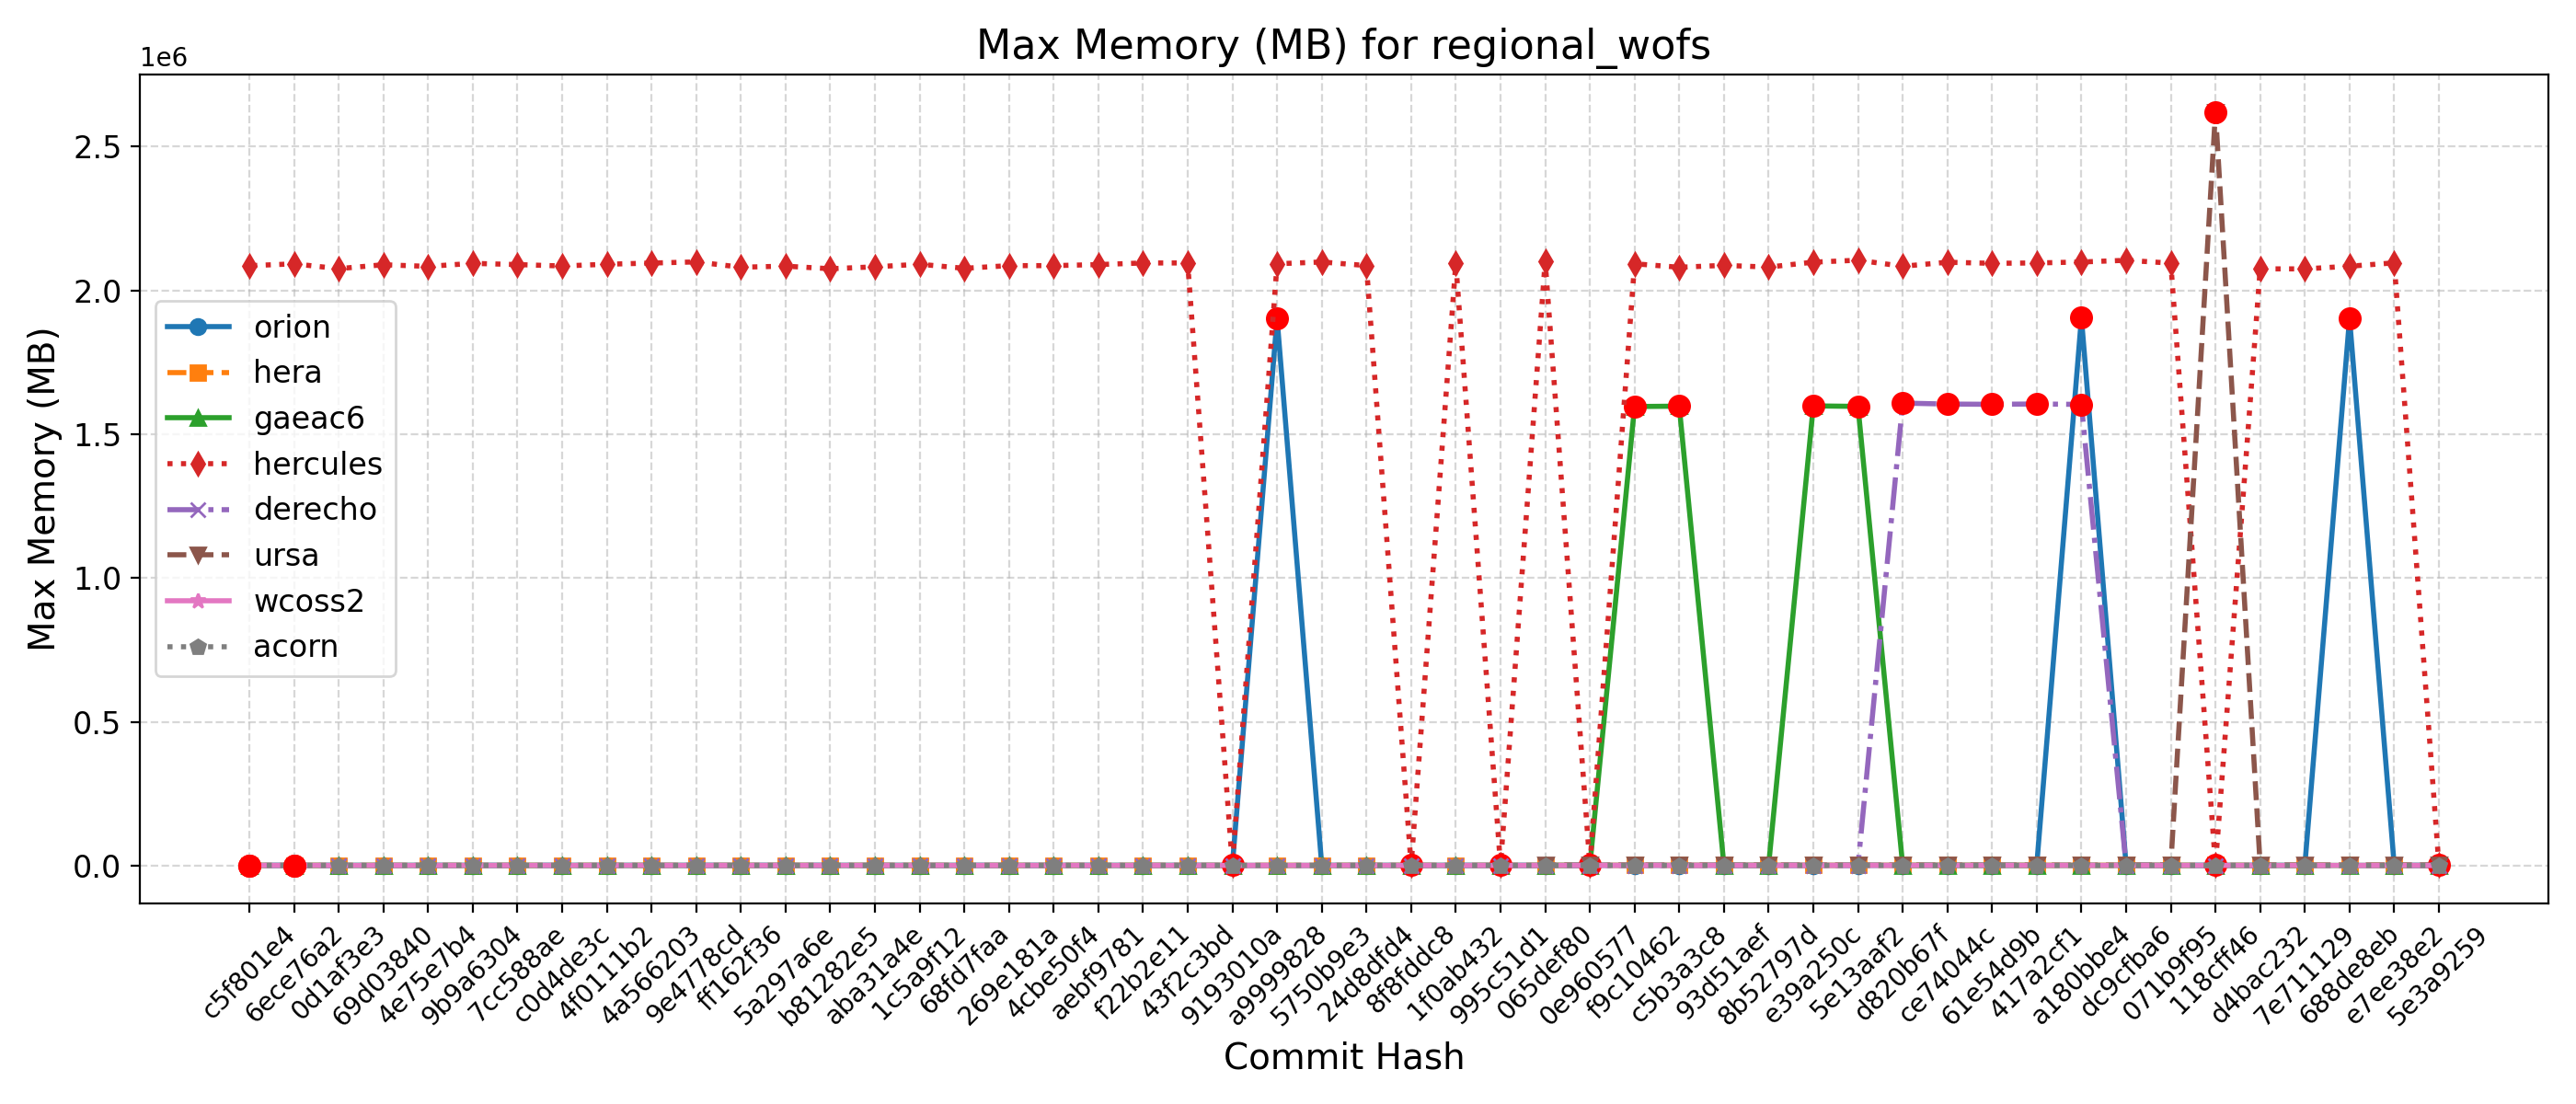 Max Memory (MB) for regional_wofs
1e6
2.5
2.0
1.5
1.0
0.5
0.0
Max Memory (MB)
orion
hera
gaeac6
hercules
derecho
ursa
wcoss2
acorn
c5f801e4
6ece76a2
0d1af3e3
69d03840
4e75e7b4
9b9a6304
7cc588ae
c0d4de3c
4f0111b2
4a566203
9e4778cd
ff162f36
5a297a6e
b81282e5
aba31a4e
1c5a9f12
68fd7faa
269e181a
4cbe50f4
aebf9781
f22b2e11
43f2c3bd
9193010a
a9999828
5750b9e3
24d8dfd4
8f8fddc8
1f0ab432
995c51d1
065def80
0e960577
f9c10462
c5b3a3c8
93d51aef
8b52797d
e39a250c
5e13aaf2
d820b67f
ce74044c
61e54d9b
417a2cf1
a180bbe4
dc9cfba6
071b9f95
118cff46
d4bac232
7e711129
688de8eb
e7ee38e2
5e3a9259
Commit Hash